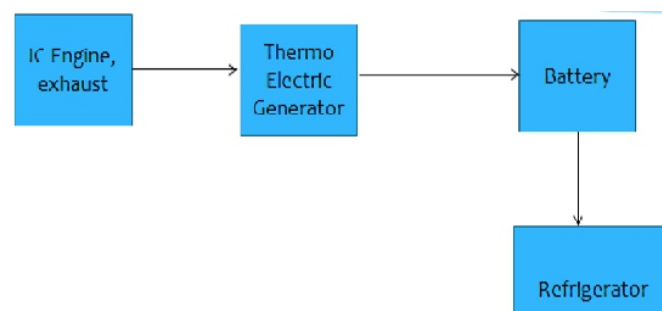 IC Engine,
exhaust
Thermo
Electric
Generator
Battery
Refrigerator